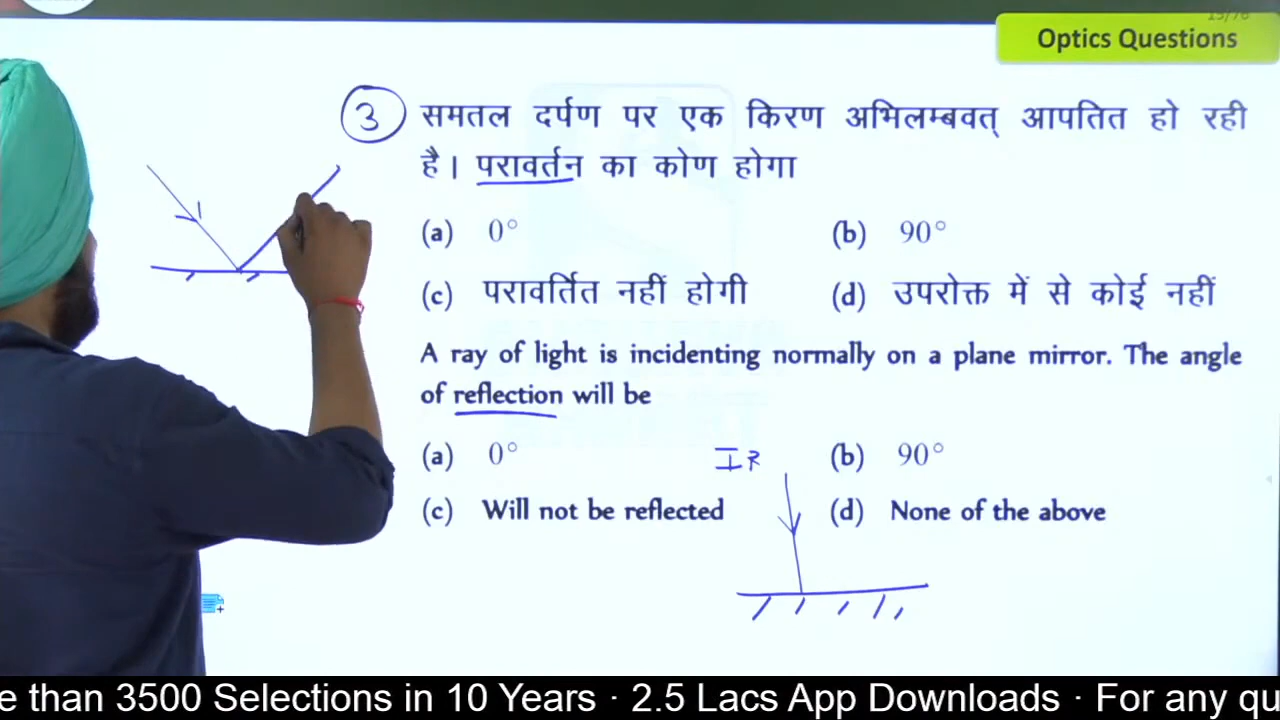 15/76
Optics Questions
3 समतल दर्पण पर एक किरण अभिलम्बवत् आपतित हो रही
है। परावर्तन का कोण होगा
(a) 0° (b) 90°
(c) परावर्तित नहीं होगी (d) उपरोक्त में से कोई नहीं
A ray of light is incidenting normally on a plane mirror. The angle
of reflection will be
(a) 0° (b) 90°
IR
(c) Will not be reflected (d) None of the above
e than 3500 Selections in 10 Years · 2.5 Lacs App Downloads · For any qu